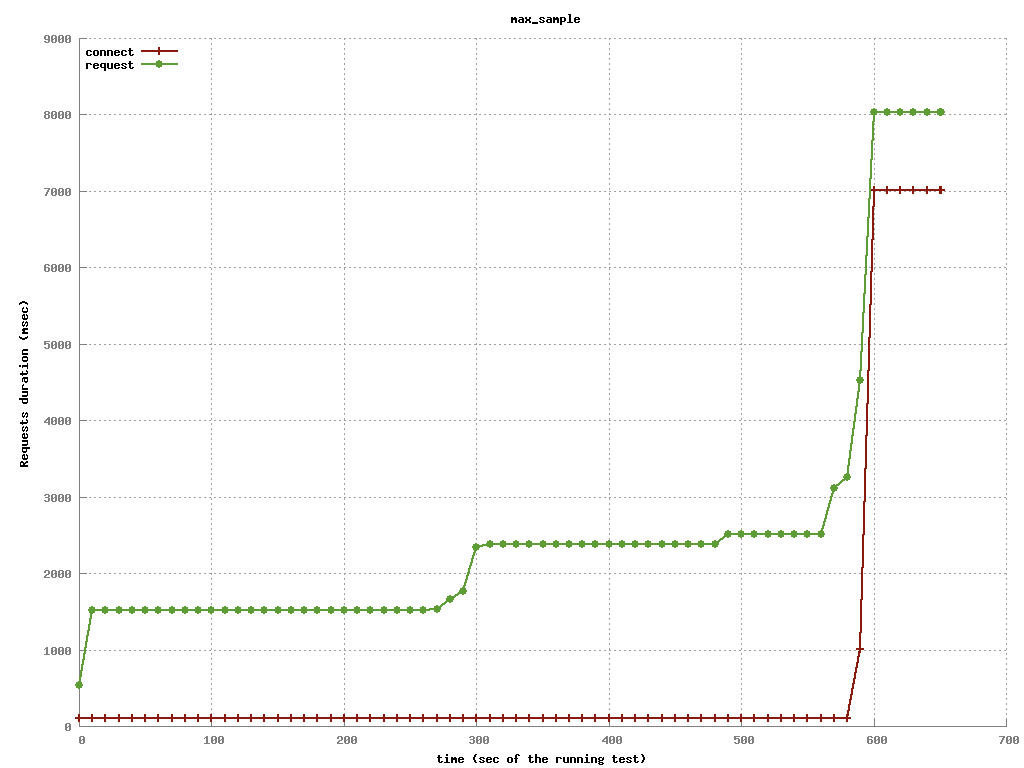 max_sample
connect
request
9000
8000
7000
6000
5000
4000
3000
2000
1000
0
Requests duration (msec)
0 100 200 300 400 500 600 700
time (sec of the running test)